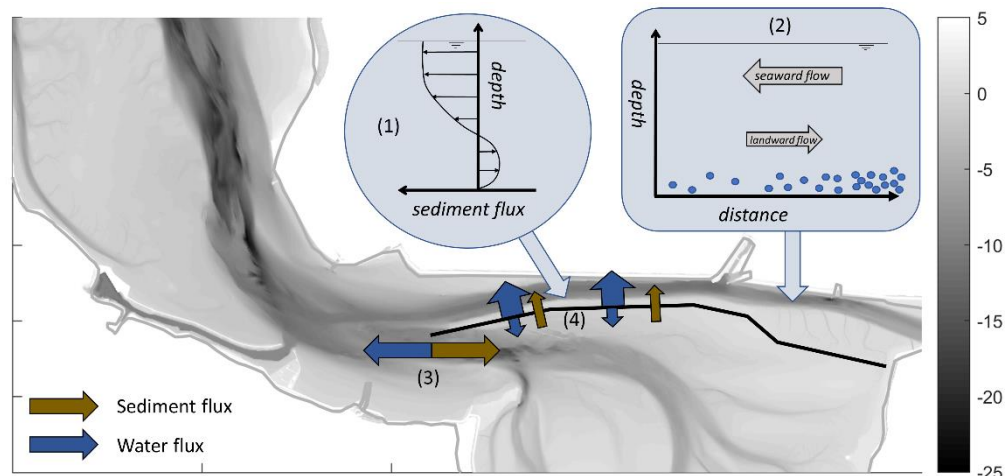 (1)
depth
sediment flux
(2)
seaward flow
landward flow
depth
distance
(3)
(4)
Sediment flux
Water flux
5
0
-5
-10
-15
-20
-25